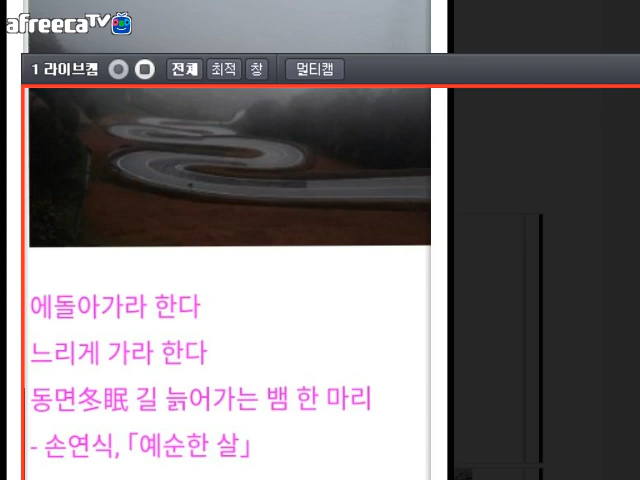 afreecaTV
1 라이브캠 전체 최적 창 멀티캠
에돌아가라 한다
느리게 가라 한다
동면冬眠 길 늙어가는 뱀 한 마리
- 손연식, 「예순한 살」